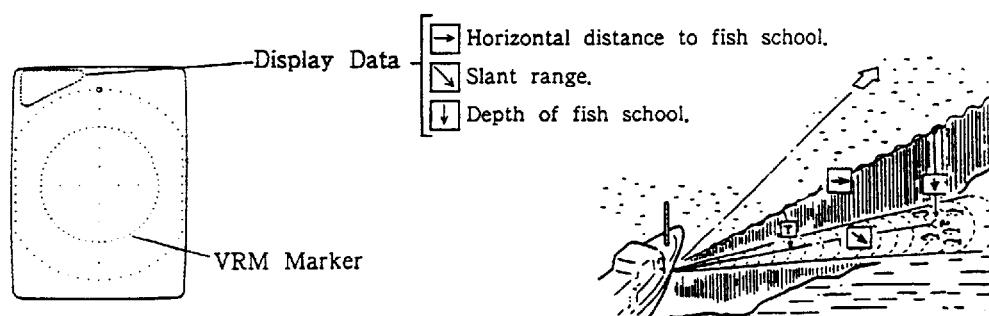 Display Data
→ Horizontal distance to fish school.
↘ Slant range.
↓ Depth of fish school.
VRM Marker
→
↓
T
↘